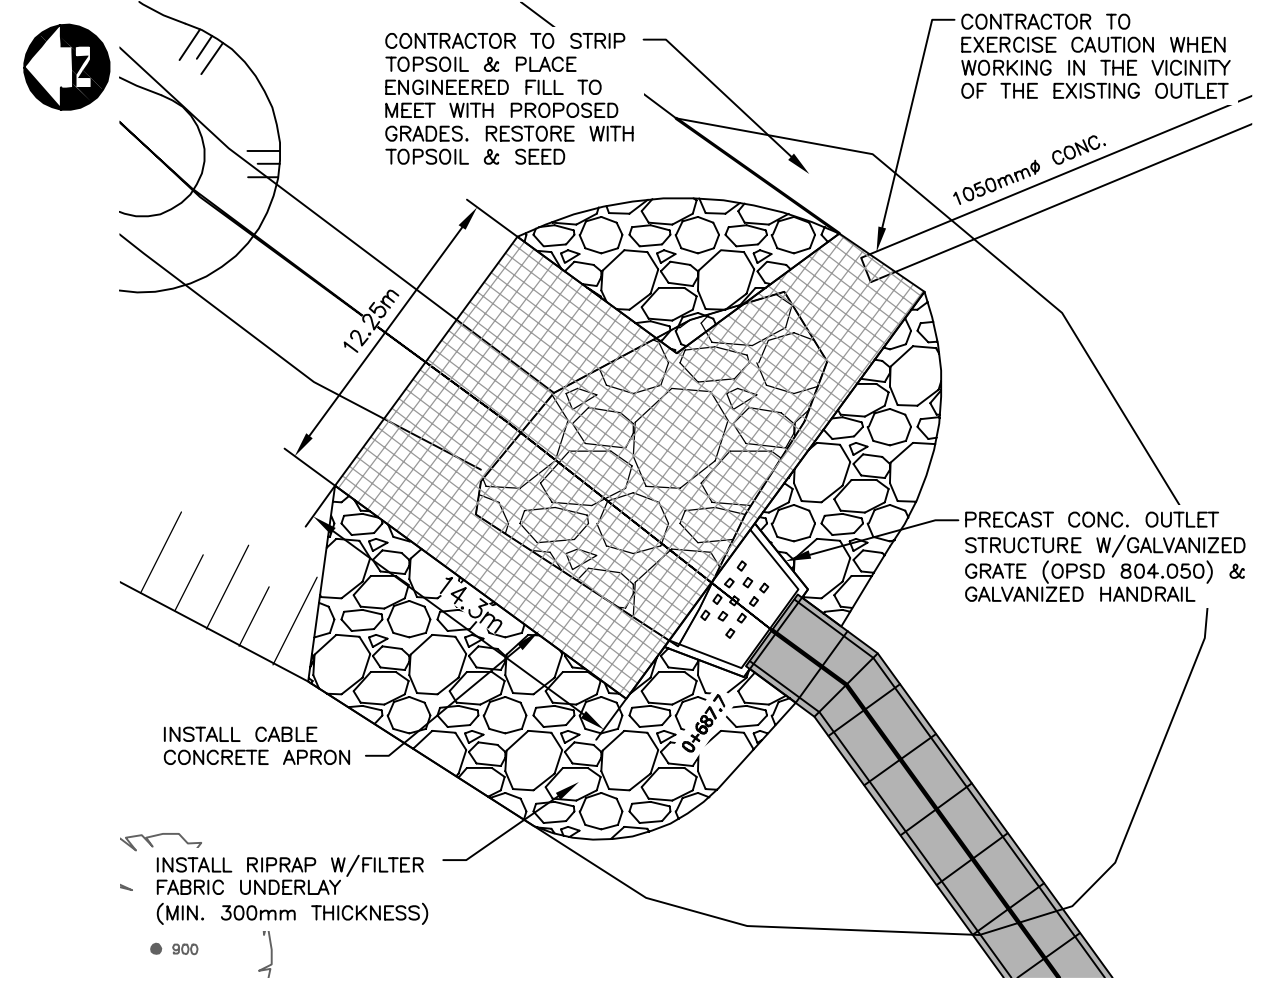 N
CONTRACTOR TO STRIP
TOPSOIL & PLACE
ENGINEERED FILL TO
MEET WITH PROPOSED
GRADES. RESTORE WITH
TOPSOIL & SEED
CONTRACTOR TO
EXERCISE CAUTION WHEN
WORKING IN THE VICINITY
OF THE EXISTING OUTLET
1050mmø CONC.
12.25m
PRECAST CONC. OUTLET
STRUCTURE W/GALVANIZED
GRATE (OPSD 804.050) &
GALVANIZED HANDRAIL
14.3m
0+687.7
INSTALL CABLE
CONCRETE APRON
INSTALL RIPRAP W/FILTER
FABRIC UNDERLAY
(MIN. 300mm THICKNESS)
900